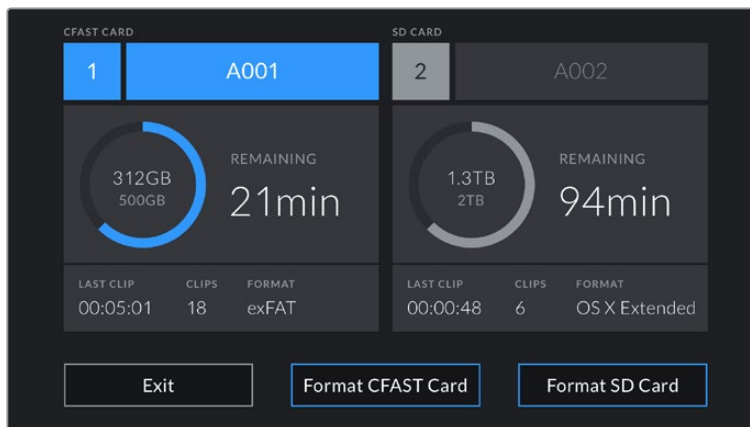 CFAST CARD
1 A001
312GB
500GB
REMAINING
21min
LAST CLIP CLIPS FORMAT
00:05:01 18 exFAT
SD CARD
2 A002
1.3TB
2TB
REMAINING
94min
LAST CLIP CLIPS FORMAT
00:00:48 6 OS X Extended
Exit Format CFAST Card Format SD Card